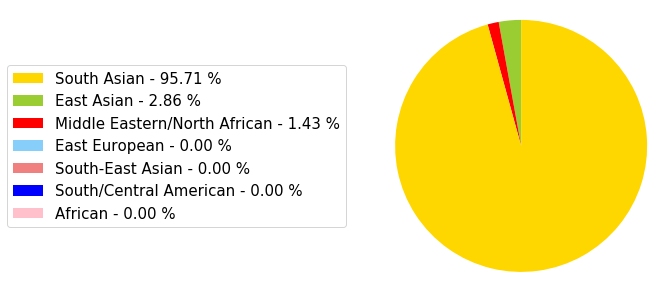 South Asian - 95.71 %
East Asian - 2.86 %
Middle Eastern/North African - 1.43 %
East European - 0.00 %
South-East Asian - 0.00 %
South/Central American - 0.00 %
African - 0.00 %